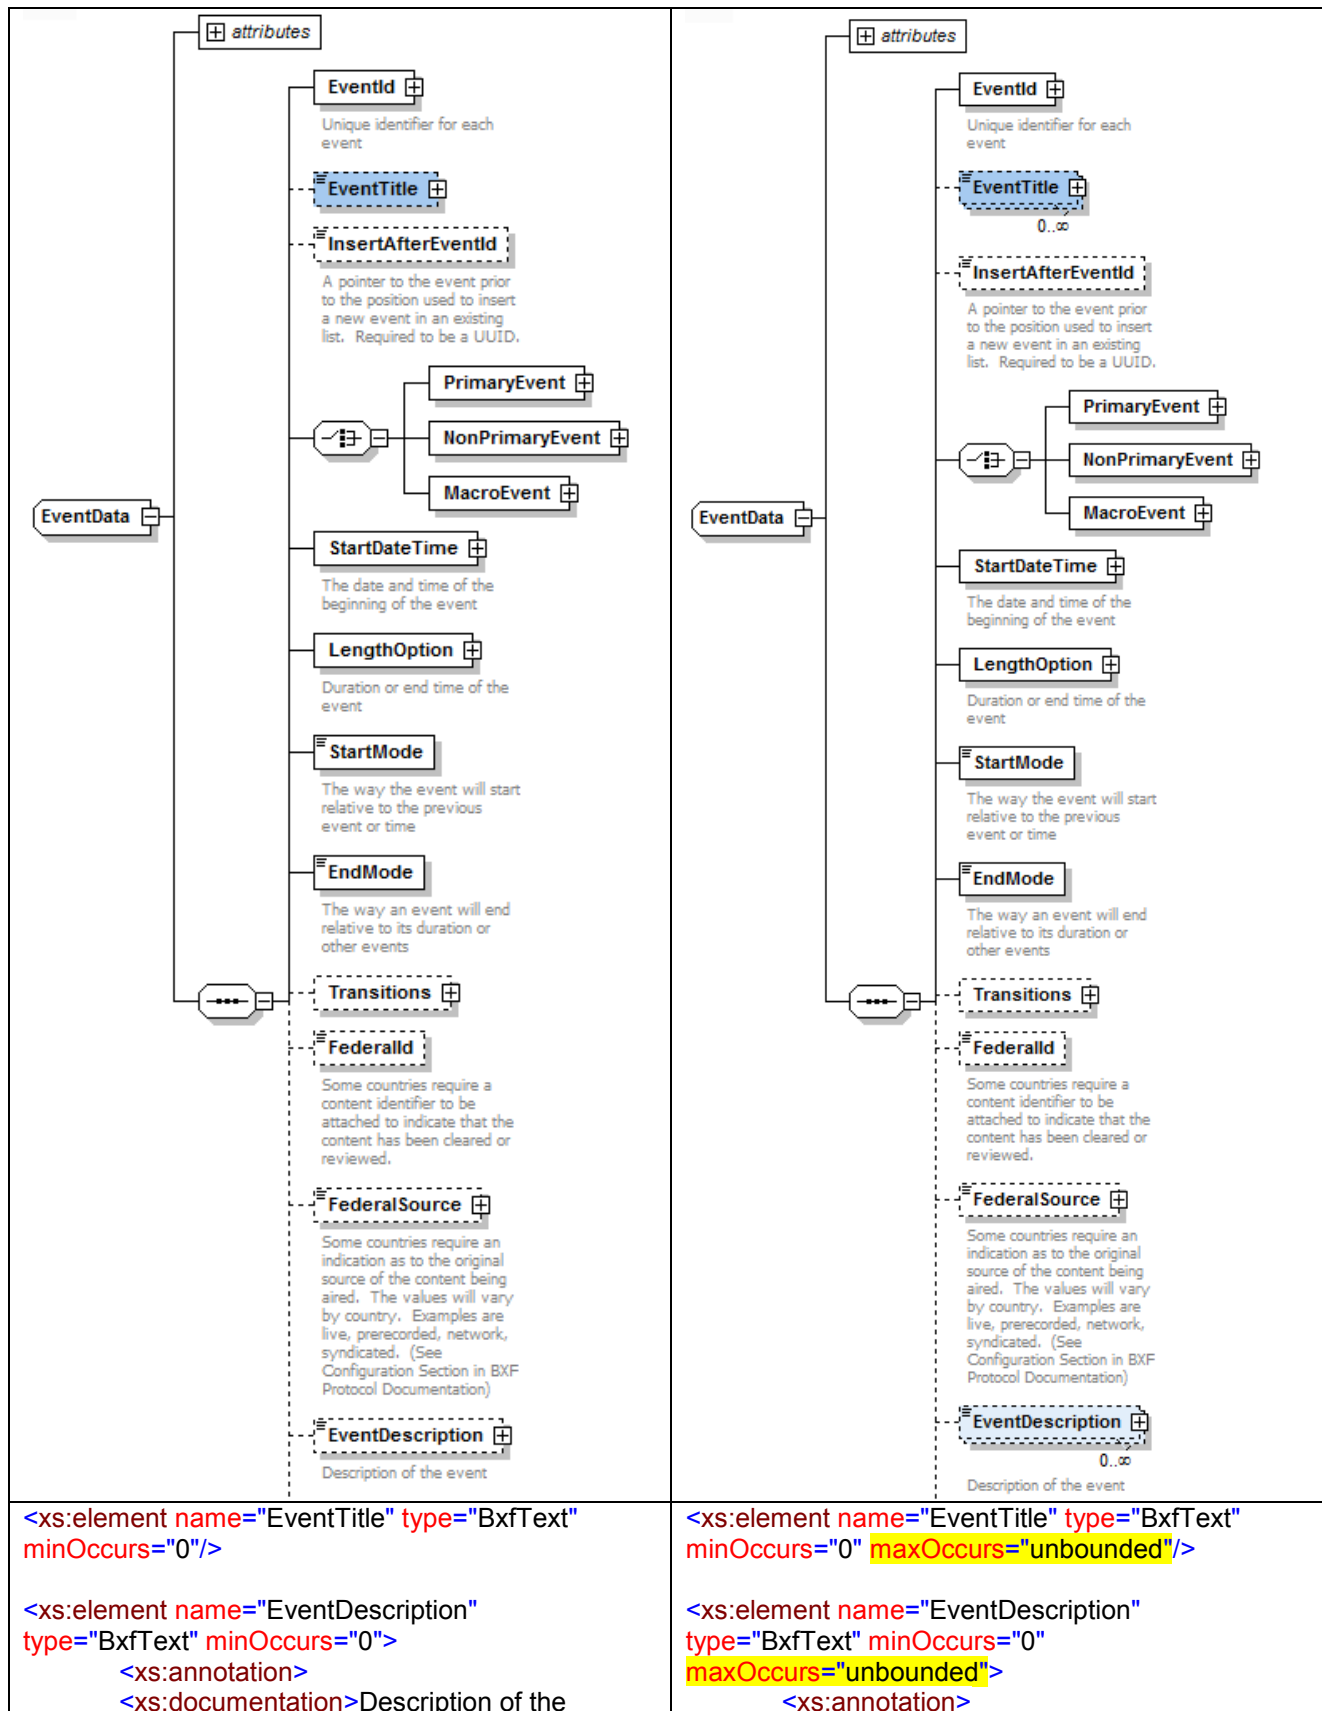 attributes
EventId
Unique identifier for each
event
EventTitle
InsertAfterEventId
A pointer to the event prior
to the position used to insert
a new event in an existing
list.  Required to be a UUID.
PrimaryEvent
NonPrimaryEvent
MacroEvent
EventData
StartDateTime
The date and time of the
beginning of the event
LengthOption
Duration or end time of the
event
StartMode
The way the event will start
relative to the previous
event or time
EndMode
The way an event will end
relative to its duration or
other events
Transitions
FederalId
Some countries require a
content identifier to be
attached to indicate that the
content has been cleared or
reviewed.
FederalSource
Some countries require an
indication as to the original
source of the content being
aired.  The values will vary
by country.  Examples are
live, prerecorded, network,
syndicated.  (See
Configuration Section in BXF
Protocol Documentation)
EventDescription
Description of the event
attributes
EventId
Unique identifier for each
event
EventTitle
0..∞
InsertAfterEventId
A pointer to the event prior
to the position used to insert
a new event in an existing
list.  Required to be a UUID.
PrimaryEvent
NonPrimaryEvent
MacroEvent
EventData
StartDateTime
The date and time of the
beginning of the event
LengthOption
Duration or end time of the
event
StartMode
The way the event will start
relative to the previous
event or time
EndMode
The way an event will end
relative to its duration or
other events
Transitions
FederalId
Some countries require a
content identifier to be
attached to indicate that the
content has been cleared or
reviewed.
FederalSource
Some countries require an
indication as to the original
source of the content being
aired.  The values will vary
by country.  Examples are
live, prerecorded, network,
syndicated.  (See
Configuration Section in BXF
Protocol Documentation)
EventDescription
0..∞
Description of the event
<xs:element name="EventTitle" type="BxfText"
minOccurs="0"/>
<xs:element name="EventDescription"
type="BxfText" minOccurs="0">
<xs:annotation>
<xs:documentation>Description of the
<xs:element name="EventTitle" type="BxfText"
minOccurs="0" maxOccurs="unbounded"/>
<xs:element name="EventDescription"
type="BxfText" minOccurs="0"
maxOccurs="unbounded">
<xs:annotation>